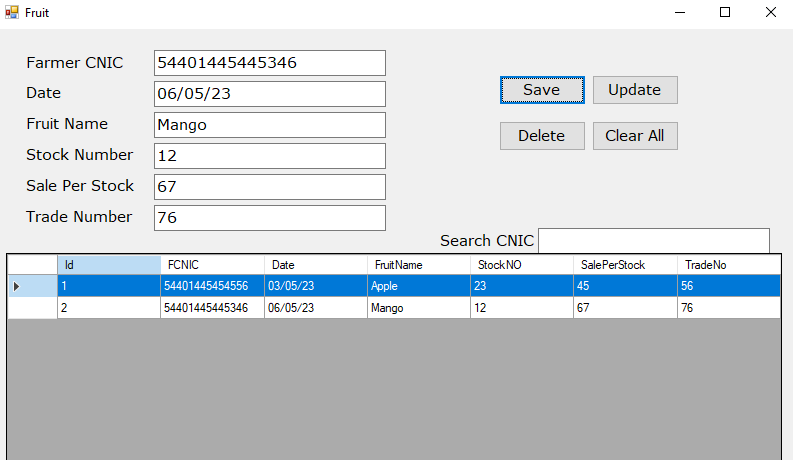 Fruit
Farmer CNIC 54401445445346
Date 06/05/23
Save Update
Fruit Name Mango
Delete Clear All
Stock Number 12
Sale Per Stock 67
Trade Number 76
Search CNIC
Id FCNIC Date FruitName StockNO SalePerStock TradeNo
1 54401445454556 03/05/23 Apple 23 45 56
2 54401445445346 06/05/23 Mango 12 67 76